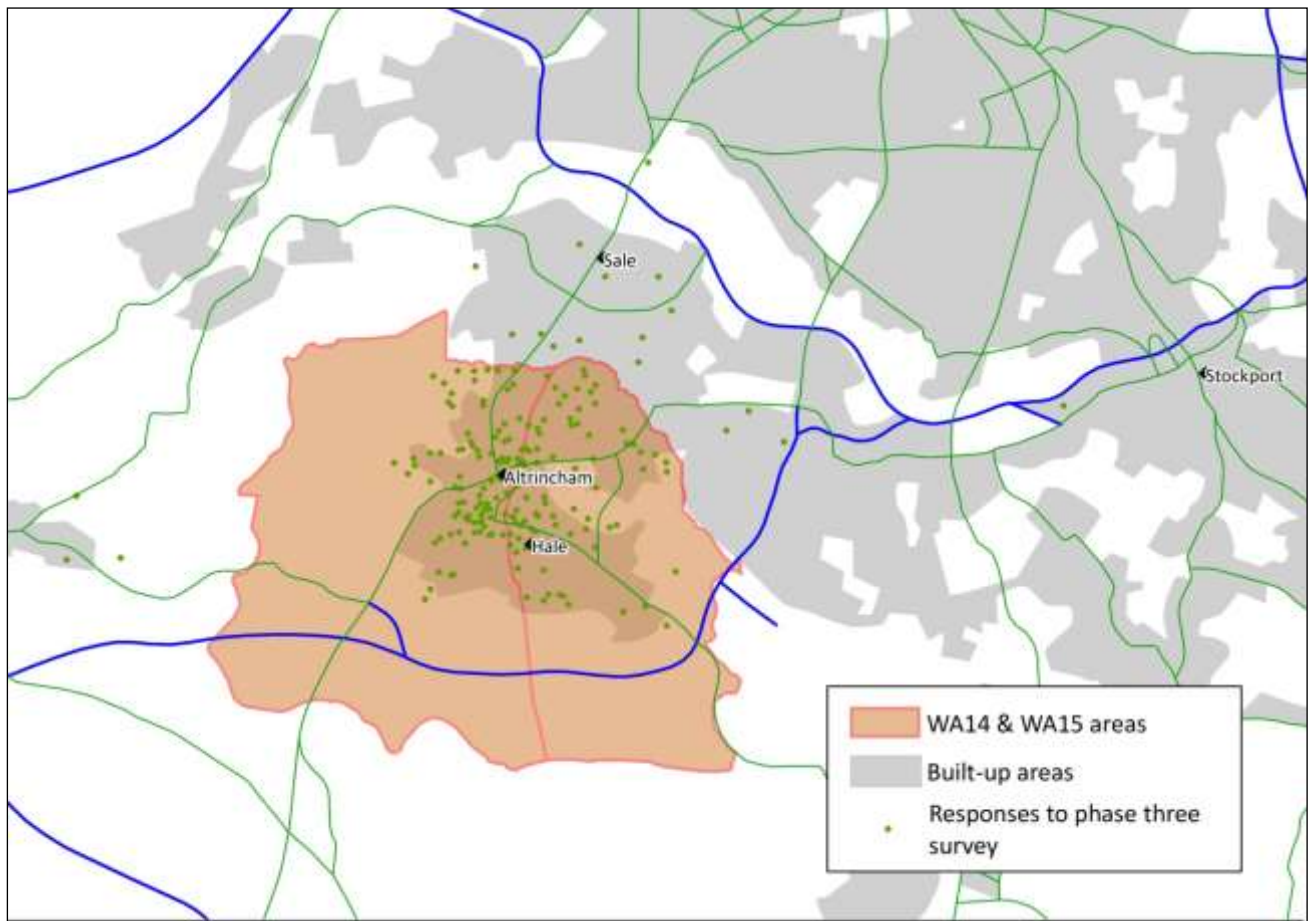 Sale
Stockport
Altrincham
Hale
WA14 & WA15 areas
Built-up areas
Responses to phase three
survey